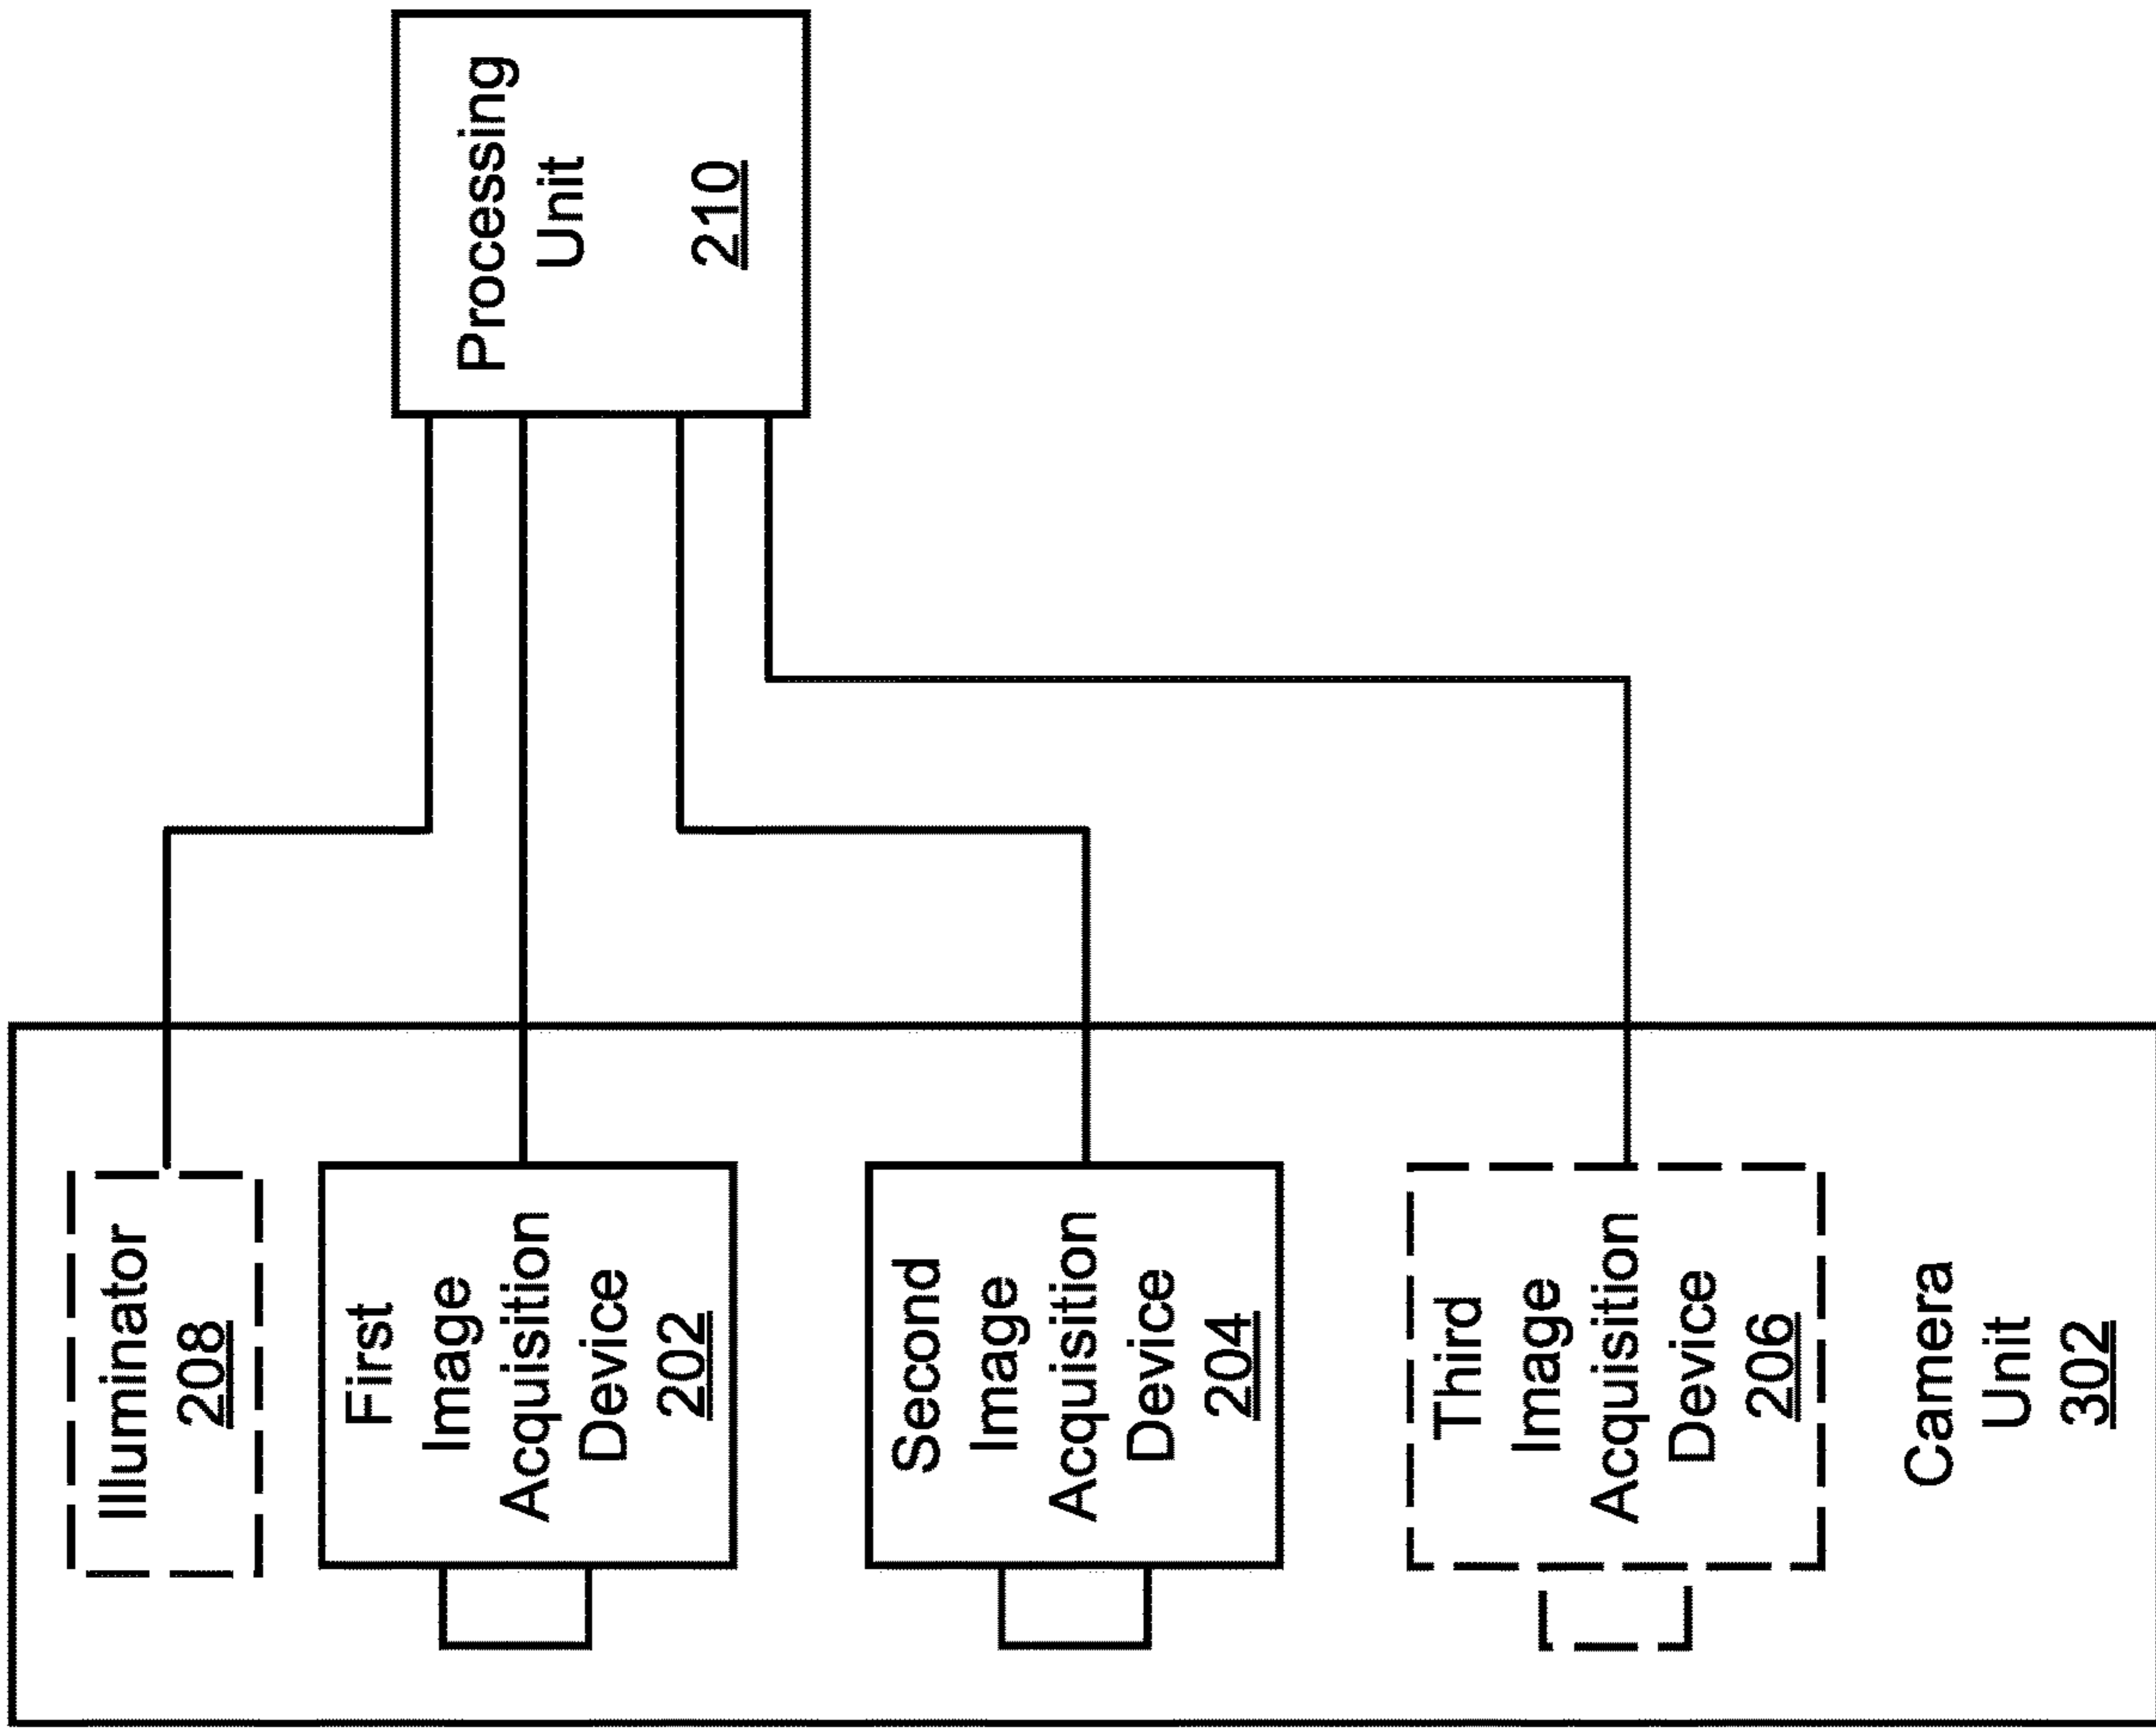 Processing
Unit
210
Illuminator
208
First
Image
Acquisition
Device
202
Second
Image
Acquisition
Device
204
Third
Image
Acquisition
Device
206
Camera
Unit
302